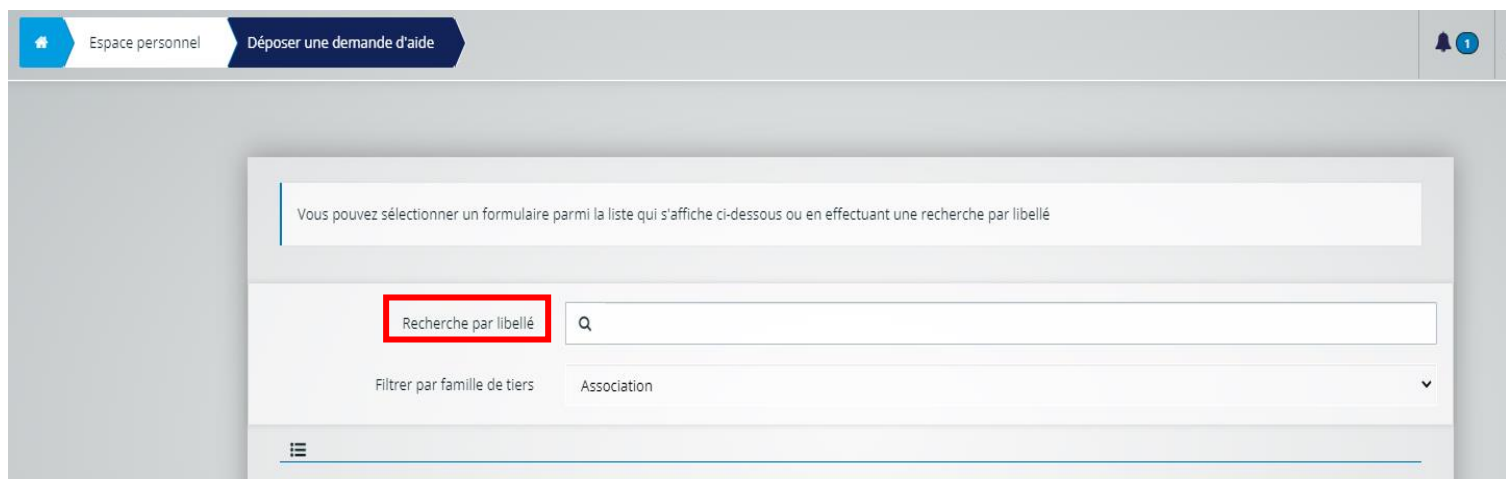 Espace personnel
Déposer une demande d'aide
1
Vous pouvez sélectionner un formulaire parmi la liste qui s'affiche ci-dessous ou en effectuant une recherche par libellé
Recherche par libellé
Filtrer par famille de tiers
Association